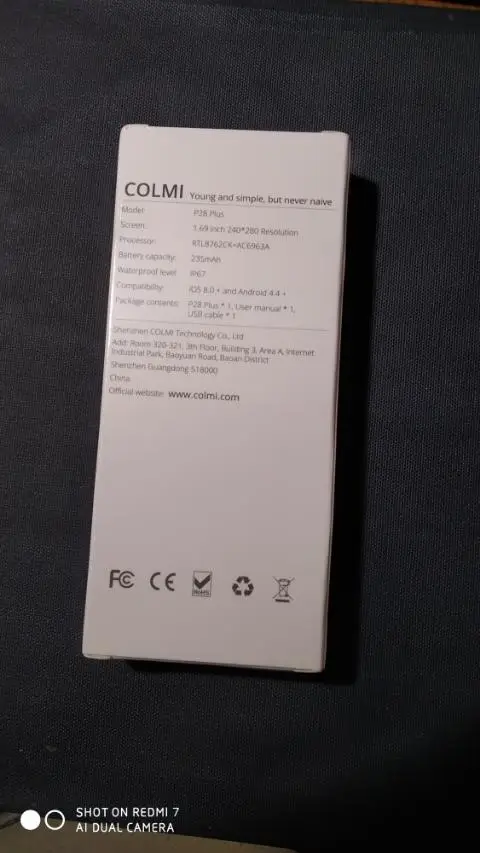 COLMI Young and simple, but never naive
Model: P28 Plus
Screen: 1.69 inch 240*280 Resolution
Processor: RTL8762CK+AC6963A
Battery capacity: 235mAh
Waterproof level: IP67
Compatibility: iOS 8.0 + and Android 4.4 +
Package contents: P28 Plus * 1, User manual * 1,
USB cable * 1
Shenzhen COLMI Technology Co., Ltd
Add: Room 320-321, 3th Floor, Building 3, Area A, Internet
Industrial Park, Baoyuan Road, Baoan District
Shenzhen Guangdong 518000
China
Official website: www.colmi.com
FC CE RoHS
SHOT ON REDMI 7
AI DUAL CAMERA